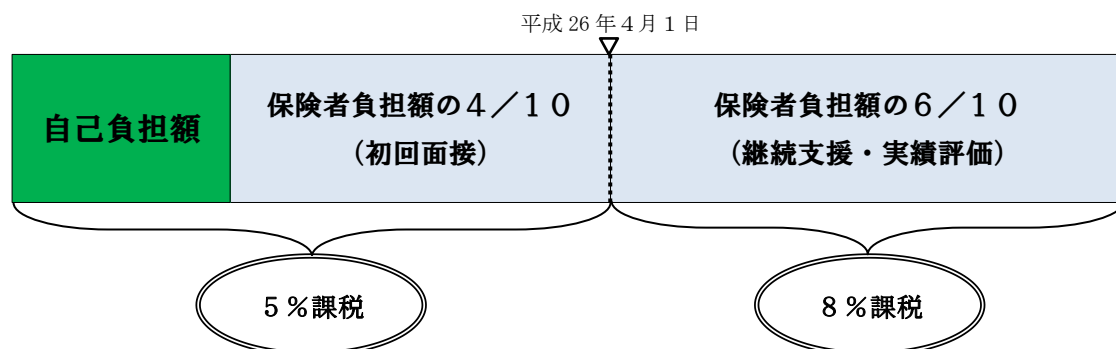 平成 26 年４月１日
自己負担額
保険者負担額の４／１０
（初回面接）
保険者負担額の６／１０
（継続支援・実績評価）
５％課税
８％課税